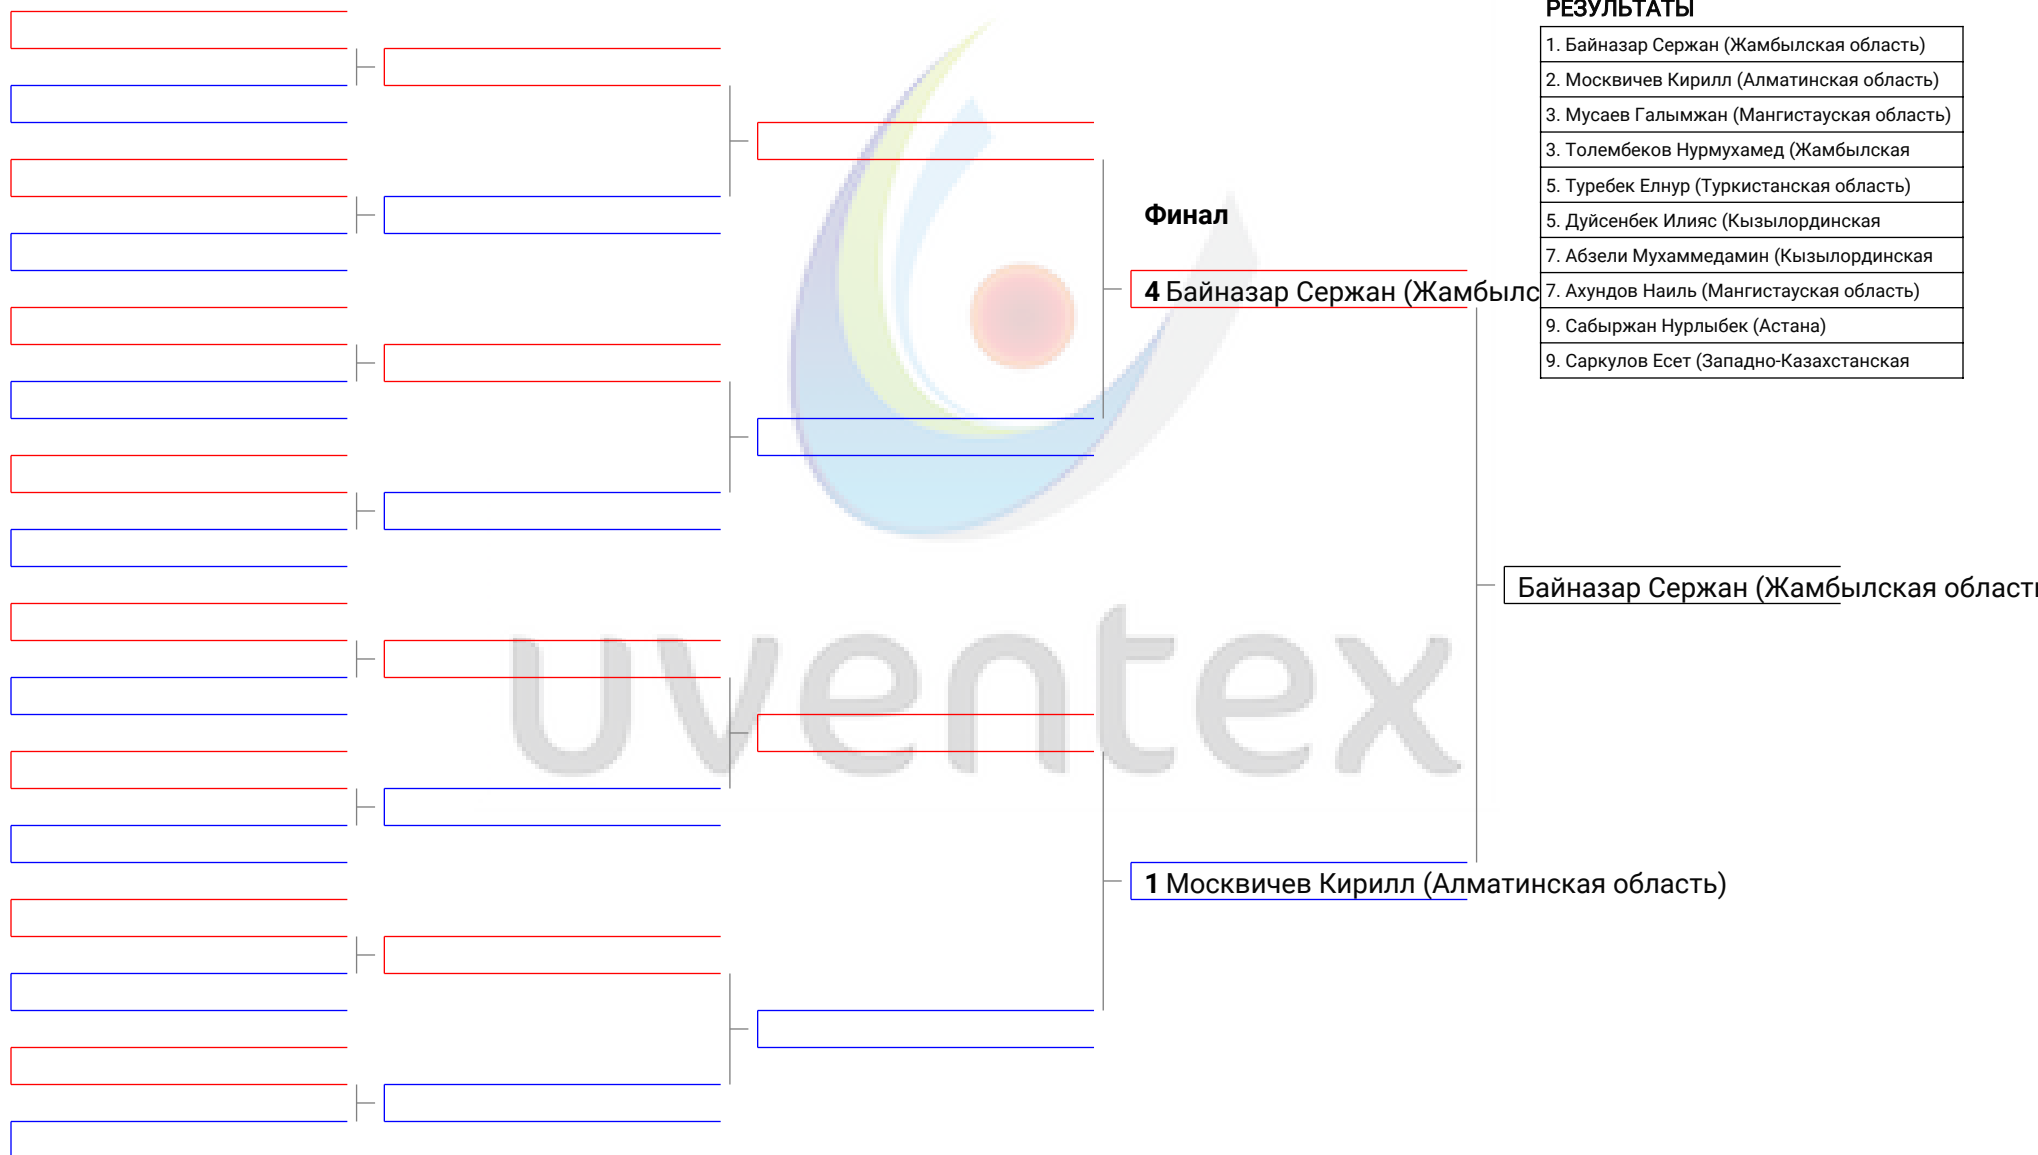 РЕЗУЛЬТАТЫ
1. Байназар Сержан (Жамбылская область)
2. Москвичев Кирилл (Алматинская область)
3. Мусаев Галымжан (Мангистауская область)
3. Толембеков Нурмухамед (Жамбылская
5. Туребек Елнур (Туркистанская область)
5. Дуйсенбек Илияс (Кызылординская
7. Абзели Мухаммедамин (Кызылординская
7. Ахундов Наиль (Мангистауская область)
9. Сабыржан Нурлыбек (Астана)
9. Саркулов Есет (Западно-Казахстанская
Финал
4 Байназар Сержан (Жамбылс
Байназар Сержан (Жамбылская область
uventex
1 Москвичев Кирилл (Алматинская область)